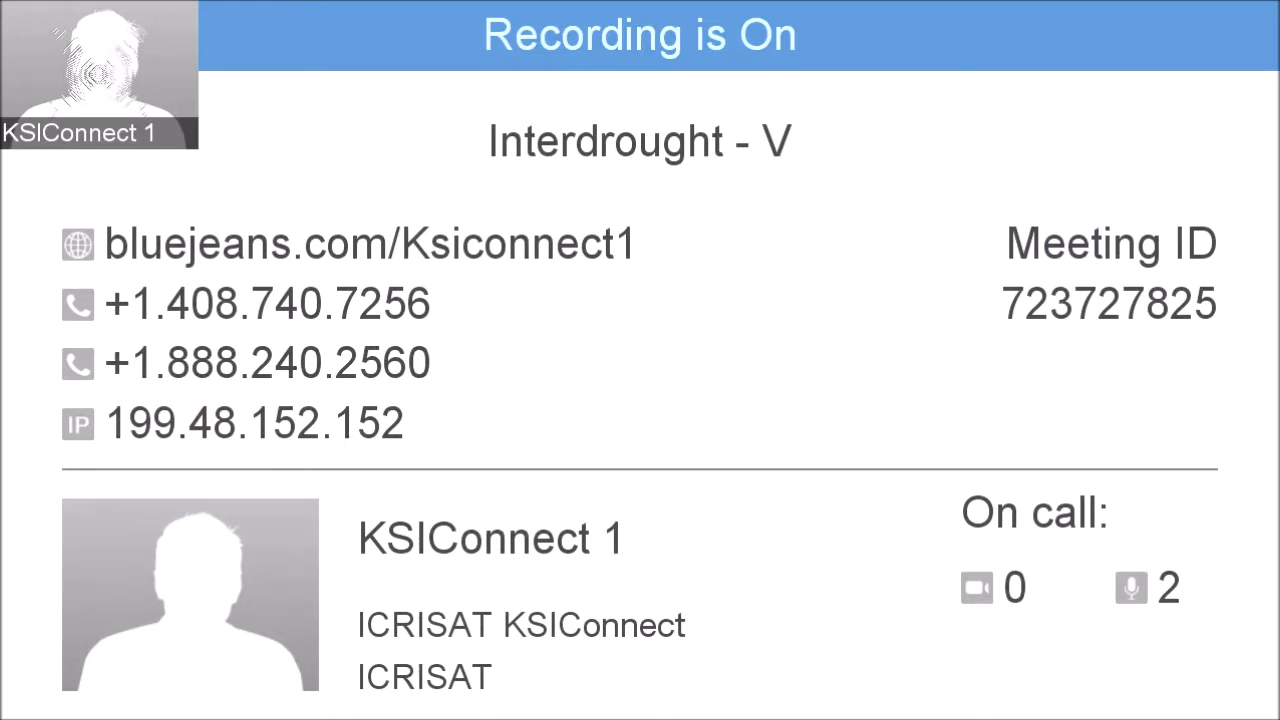 Recording is On
KSIConnect 1
Interdrought - V
bluejeans.com/Ksiconnect1
+1.408.740.7256
+1.888.240.2560
IP 199.48.152.152
Meeting ID
723727825
KSIConnect 1
ICRISAT KSIConnect
ICRISAT
On call:
0 2